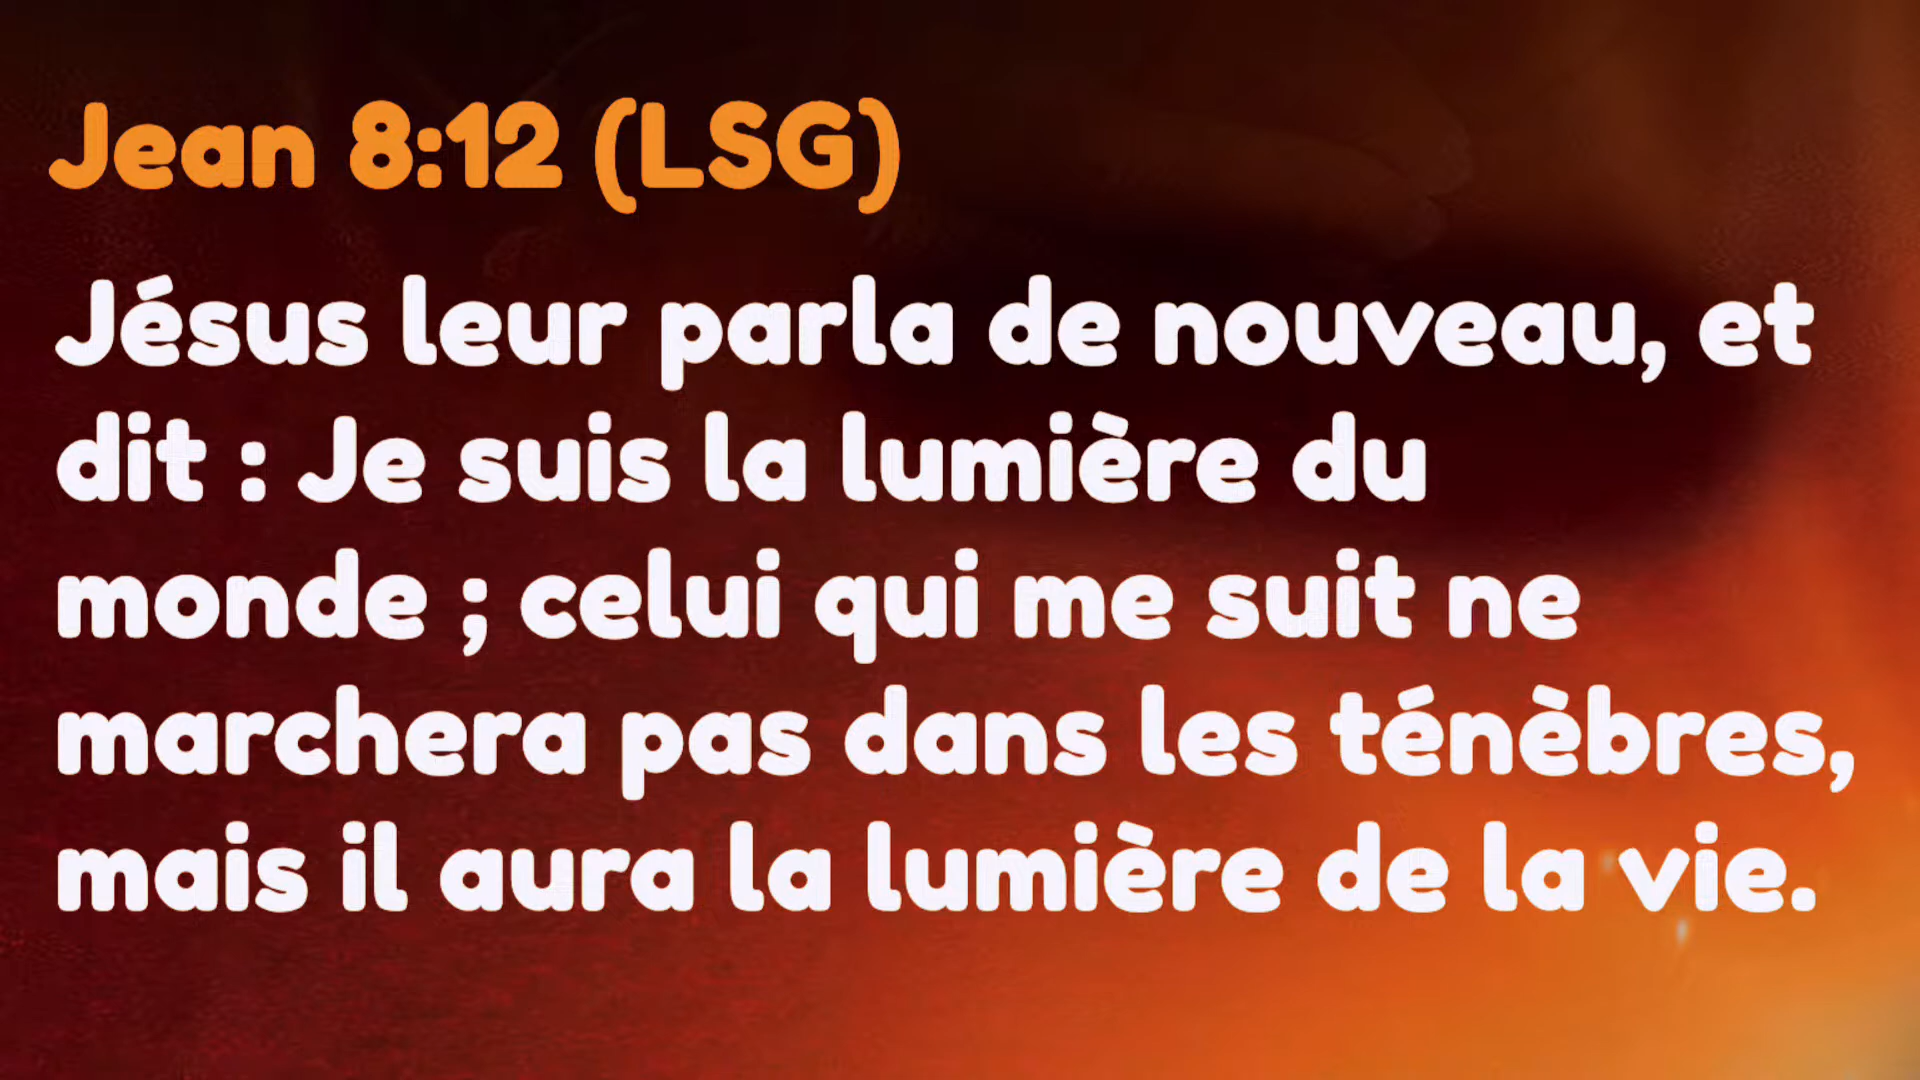 Jean 8:12 (LSG)
Jésus leur parla de nouveau, et
dit : Je suis la lumière du
monde ; celui qui me suit ne
marchera pas dans les ténèbres,
mais il aura la lumière de la vie.